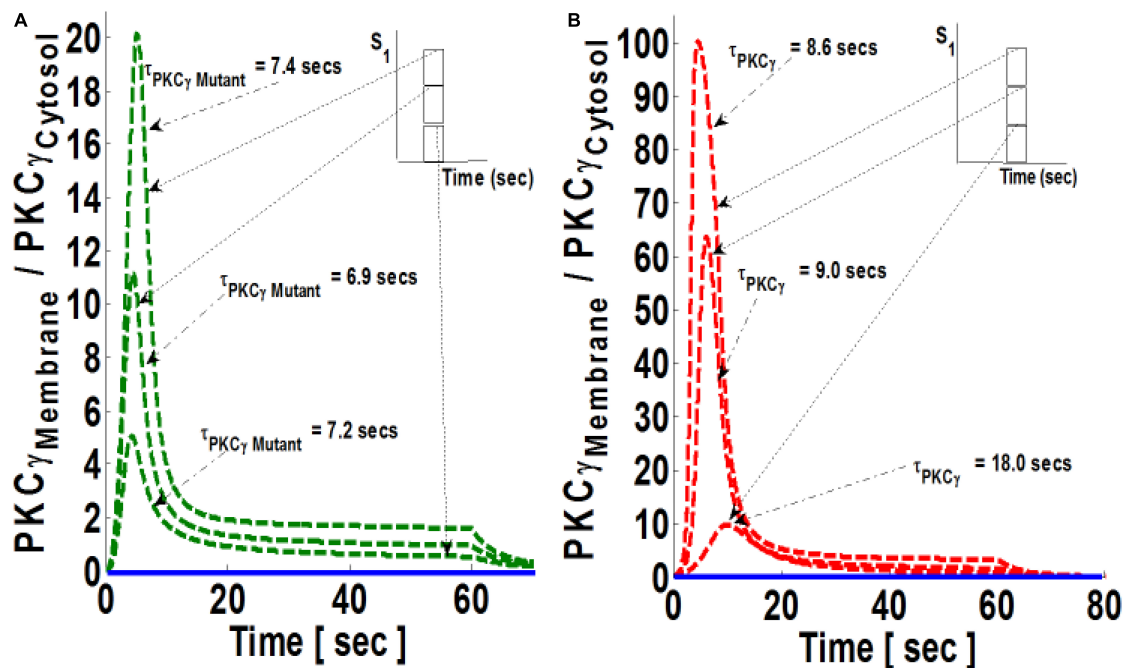 A
PKCγMembrane / PKCγCytosol
20
18
16
14
12
10
8
6
4
2
0
τPKCγ Mutant = 7.4 secs
τPKCγ Mutant = 6.9 secs
τPKCγ Mutant = 7.2 secs
S1
Time (sec)
0
20
40
60
Time [ sec ]
B
PKCγMembrane / PKCγCytosol
100
90
80
70
60
50
40
30
20
10
0
τPKCγ = 8.6 secs
τPKCγ = 9.0 secs
τPKCγ = 18.0 secs
S1
Time (sec)
0
20
40
60
80
Time [ sec ]